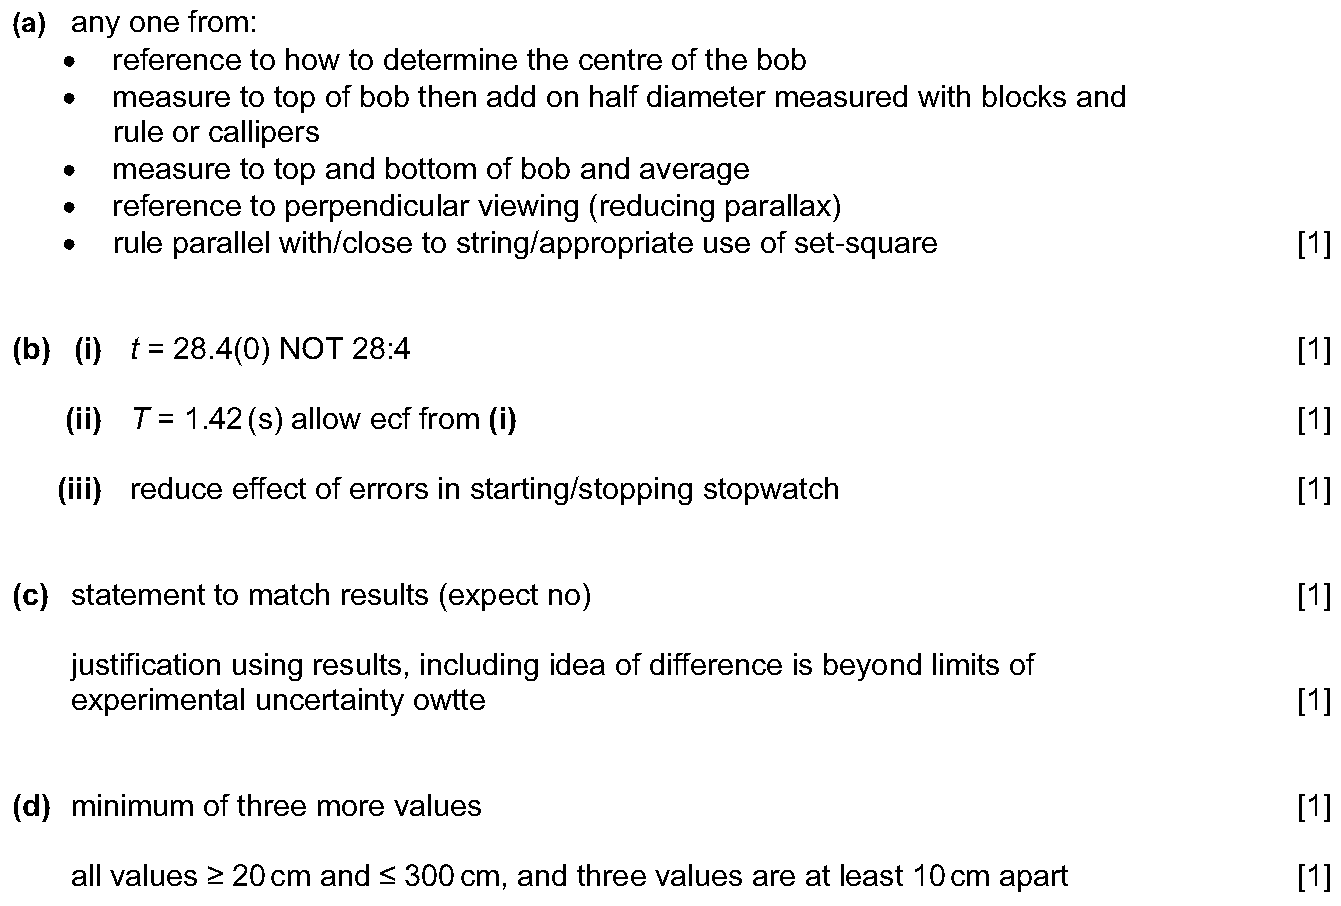 (a) any one from:
• reference to how to determine the centre of the bob
• measure to top of bob then add on half diameter measured with blocks and
rule or callipers
• measure to top and bottom of bob and average
• reference to perpendicular viewing (reducing parallax)
• rule parallel with/close to string/appropriate use of set-square [1]
(b) (i) t = 28.4(0) NOT 28:4 [1]
(ii) T = 1.42 (s) allow ecf from (i) [1]
(iii) reduce effect of errors in starting/stopping stopwatch [1]
(c) statement to match results (expect no) [1]
justification using results, including idea of difference is beyond limits of
experimental uncertainty owtte [1]
(d) minimum of three more values [1]
all values ≥ 20 cm and ≤ 300 cm, and three values are at least 10 cm apart [1]